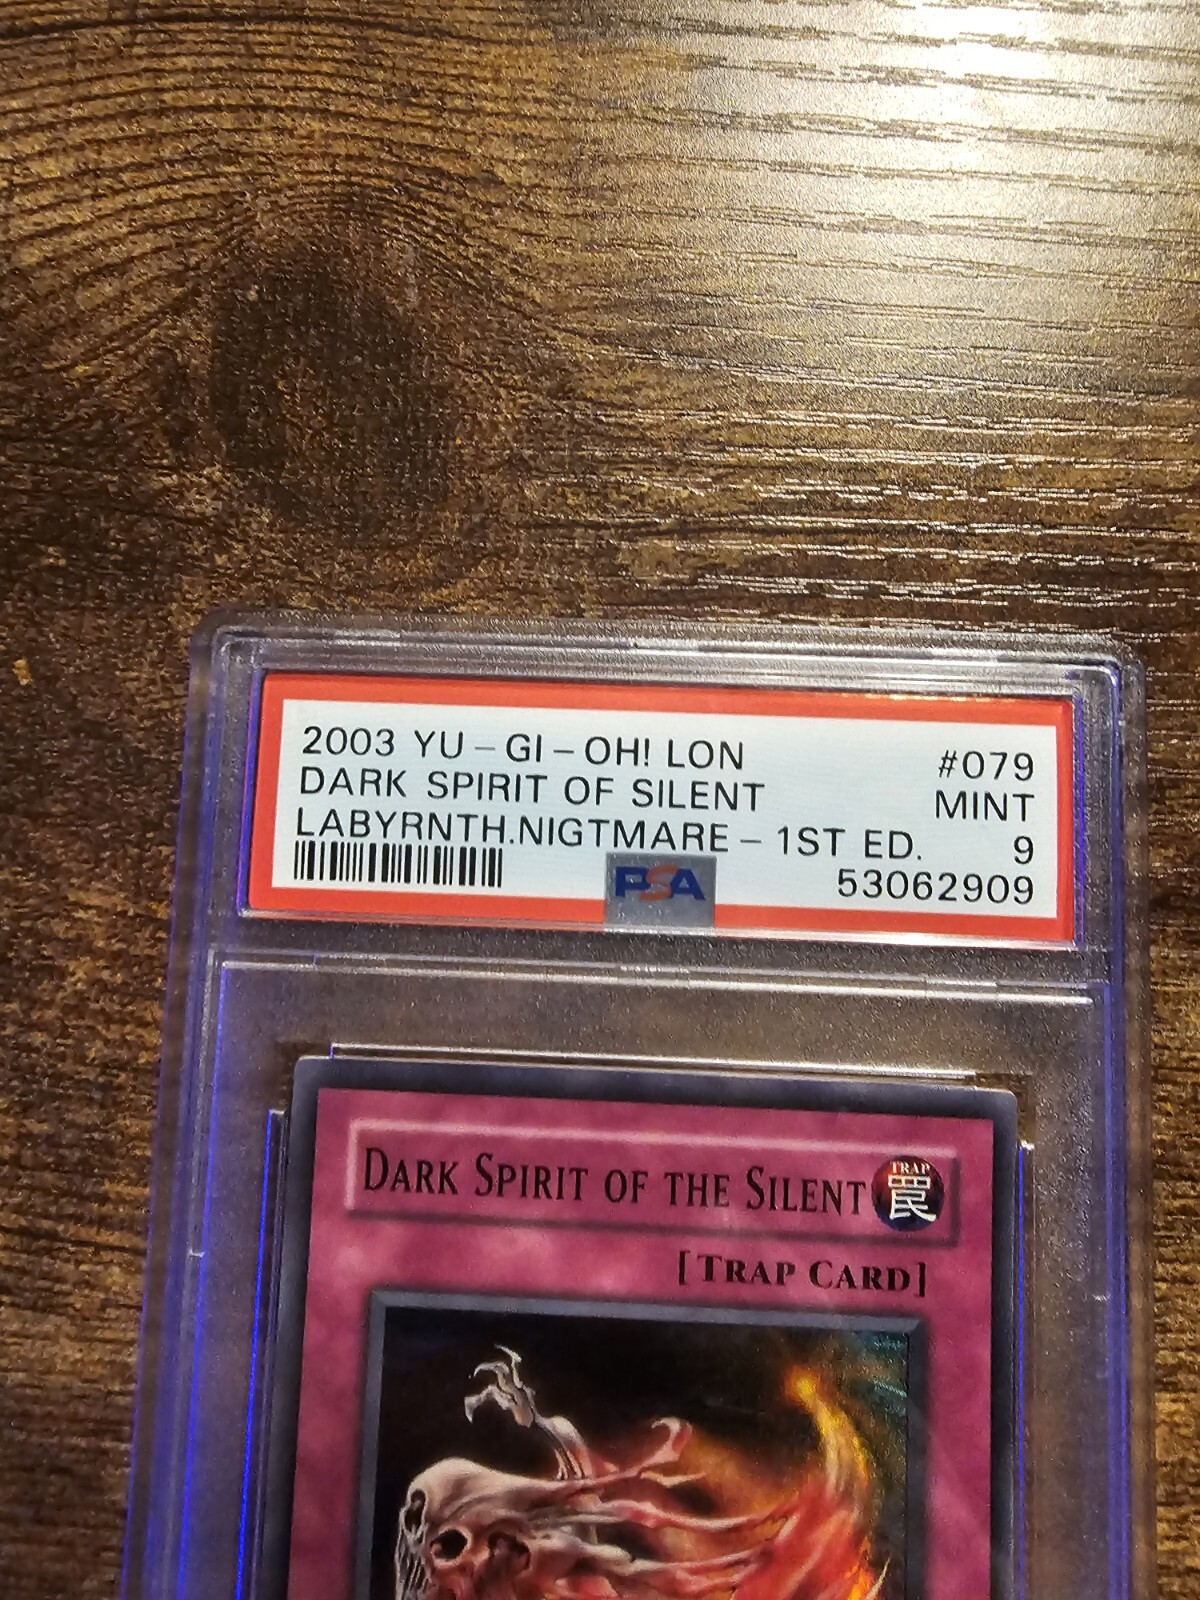 2003 YU-GI-OH! LON #079
DARK SPIRIT OF SILENT MINT
LABYRNTH.NIGTMARE-1ST ED. 9
PSA 53062909
DARK SPIRIT OF THE SILENT TRAP 罠
[TRAP CARD]